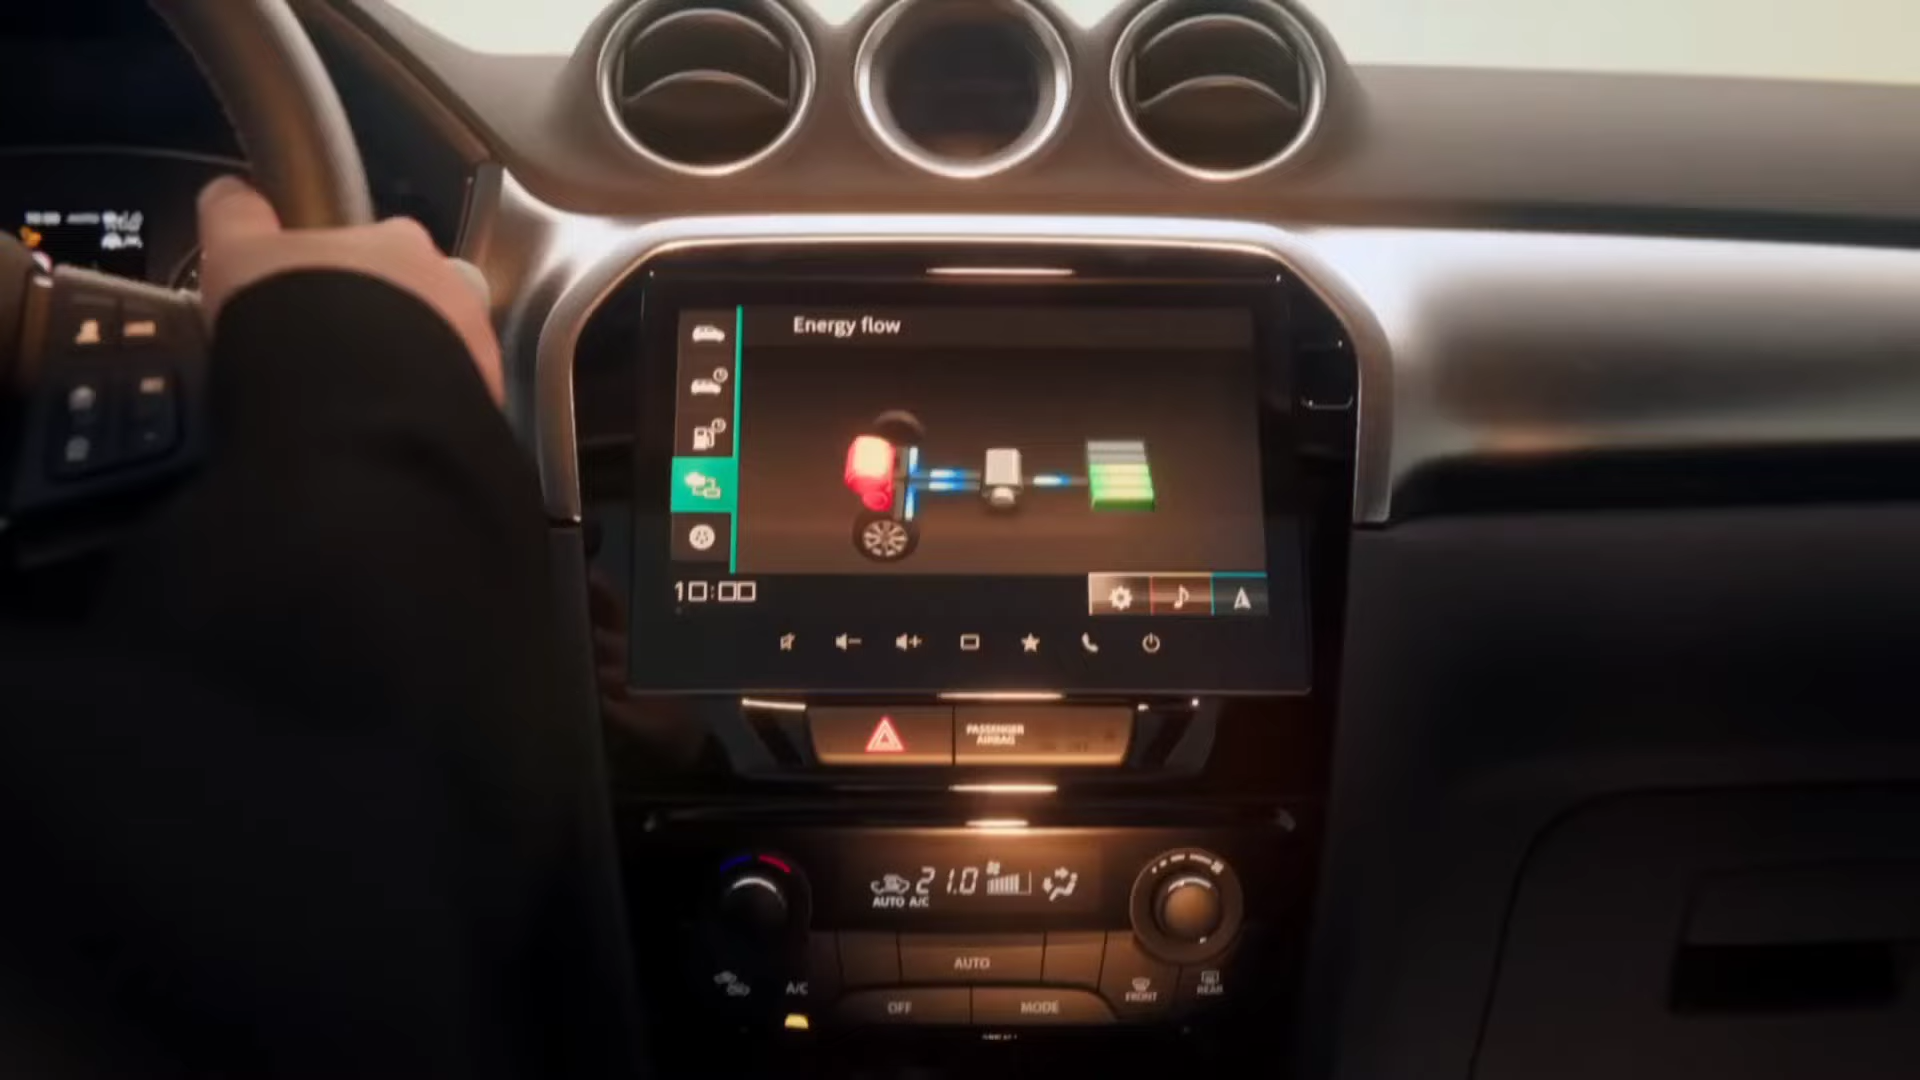 Energy flow
10:00
PASSENGER
AIRBAG
21.0
AUTO A/C
AUTO
A/C
OFF
MODE
FRONT
REAR